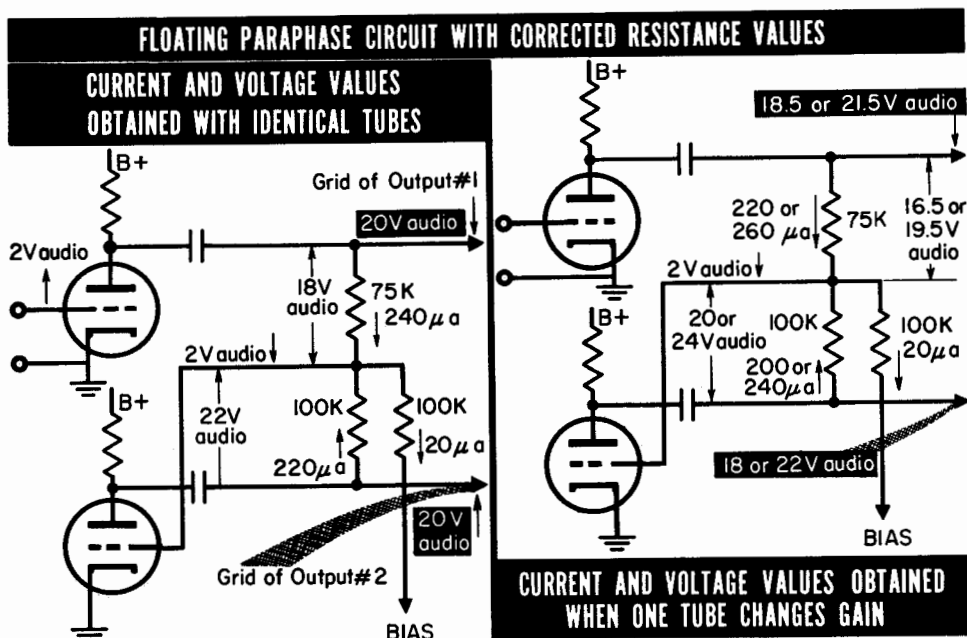 FLOATING PARAPHASE CIRCUIT WITH CORRECTED RESISTANCE VALUES
CURRENT AND VOLTAGE VALUES
OBTAINED WITH IDENTICAL TUBES
B+
Grid of Output#1
20V audio
2V audio
18V
audio
75K
240μa
2V audio
B+
22V
audio
100K
220μa
100K
20μa
20V
audio
Grid of Output#2
BIAS
B+
18.5 or 21.5V audio
220 or
260 μa
75K
16.5 or
19.5V
audio
2V audio
B+
20 or
24V audio
100K
200 or
240μa
100K
20μa
18 or 22V audio
BIAS
CURRENT AND VOLTAGE VALUES OBTAINED
WHEN ONE TUBE CHANGES GAIN